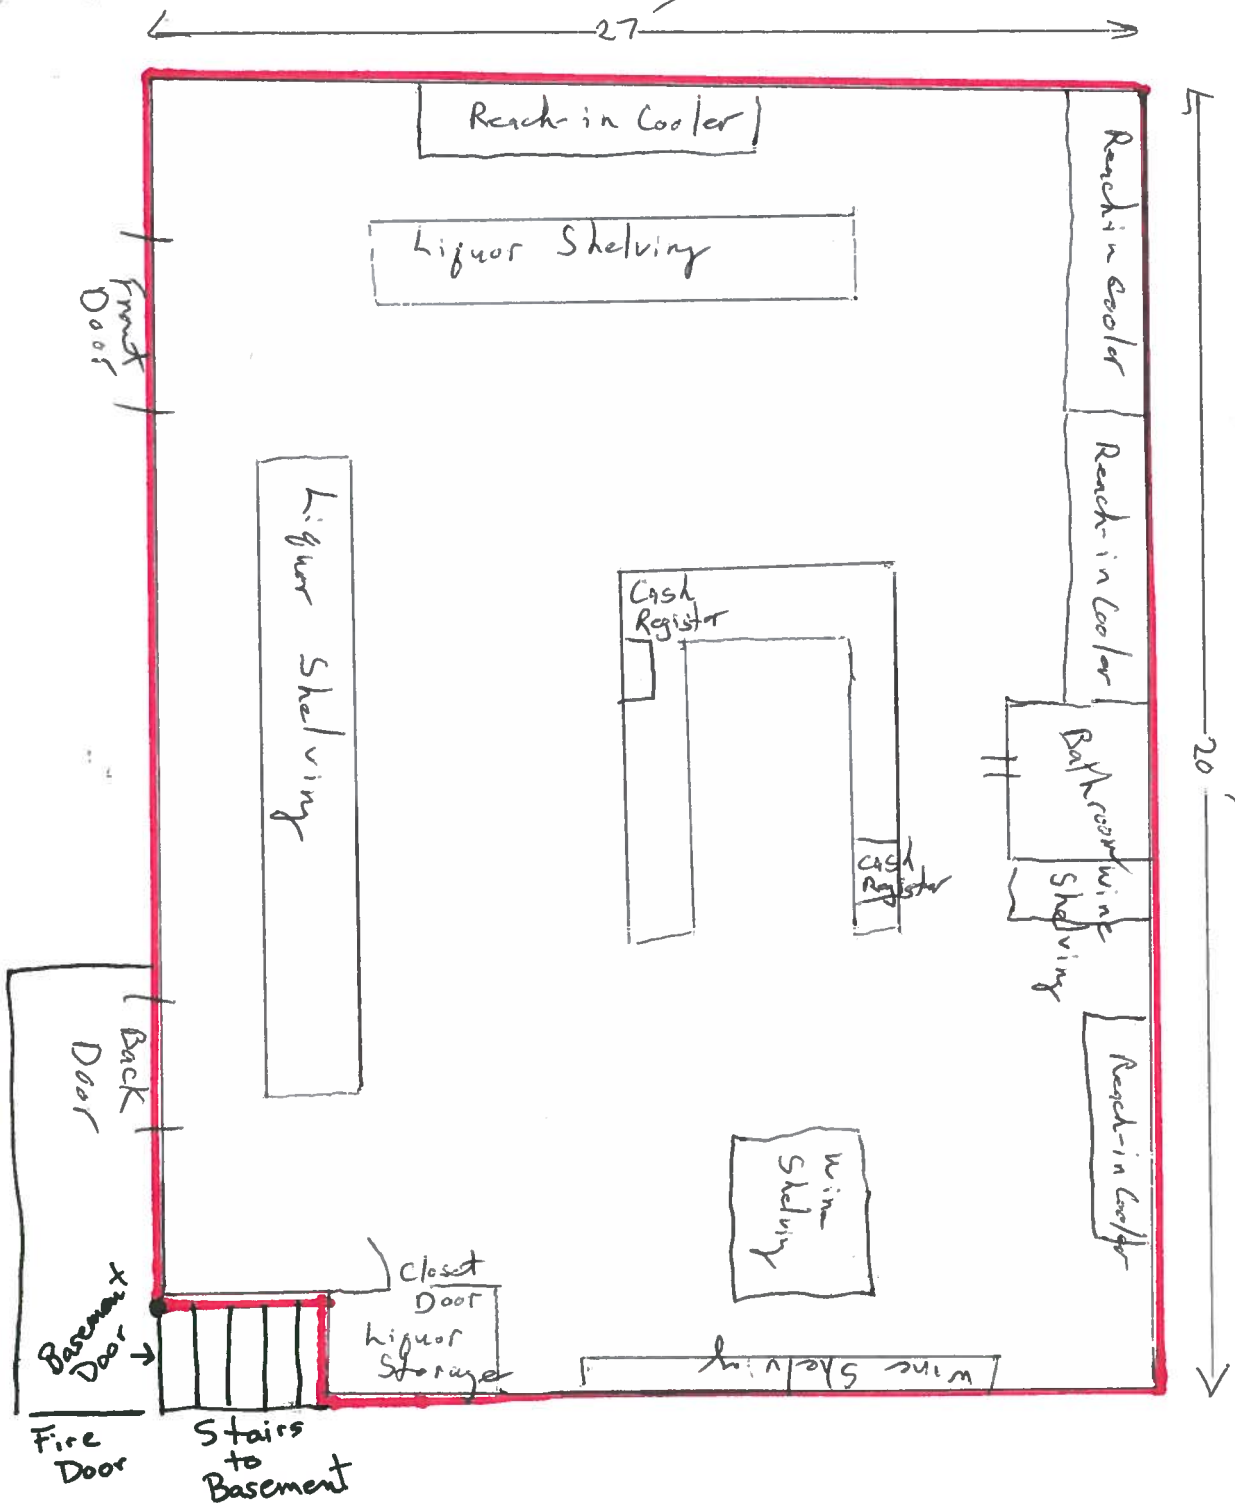 27'
Reach-in Cooler
Reach-in Cooler
Liquor Shelving
Front
Door
Reach-in Cooler
Liquor Shelving
Cash
Register
20'
Bathroom
Cash
Register
Wine
Shelving
Back
Door
Reach-in Cooler
Wine
Shelving
Closet
Door
Basement
Door
Liquor
Storage
Wine Shelving
Fire
Door
Stairs
to
Basement